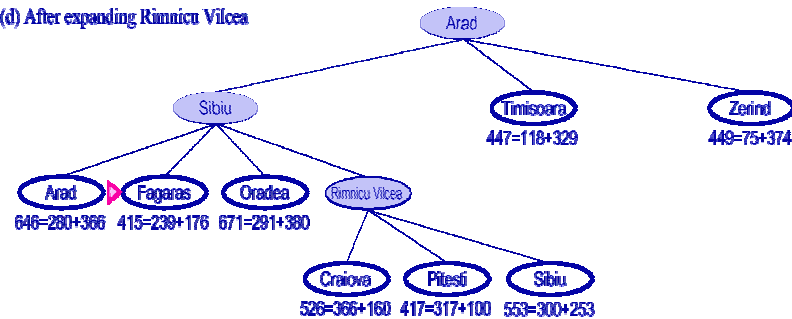 (d) After expanding Rimnicu Vilcea
Arad
Sibiu
Timisoara
Zerind
447=118+329
449=75+374
Arad
Fagaras
Oradea
Rimnicu Vilcea
646=280+366
415=239+176
671=291+380
Craiova
Pitesti
Sibiu
526=366+160
417=317+100
553=300+253